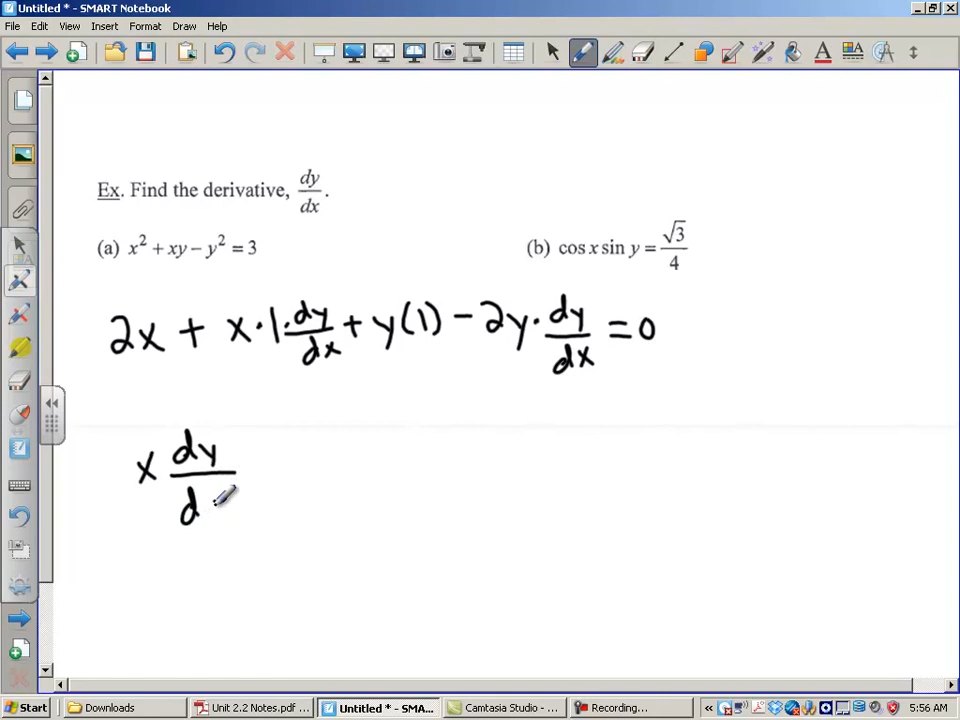 Untitled * - SMART Notebook
File Edit View Insert Format Draw Help
Ex. Find the derivative, dy/dx.
(a) x² + xy − y² = 3 (b) cos x sin y = √3/4
2x + x·1·dy/dx + y(1) − 2y·dy/dx = 0
x dy/d
Start Downloads Unit 2.2 Notes.pdf ... Untitled * - SMA... Camtasia Studio - ... Recording... « 5:56 AM